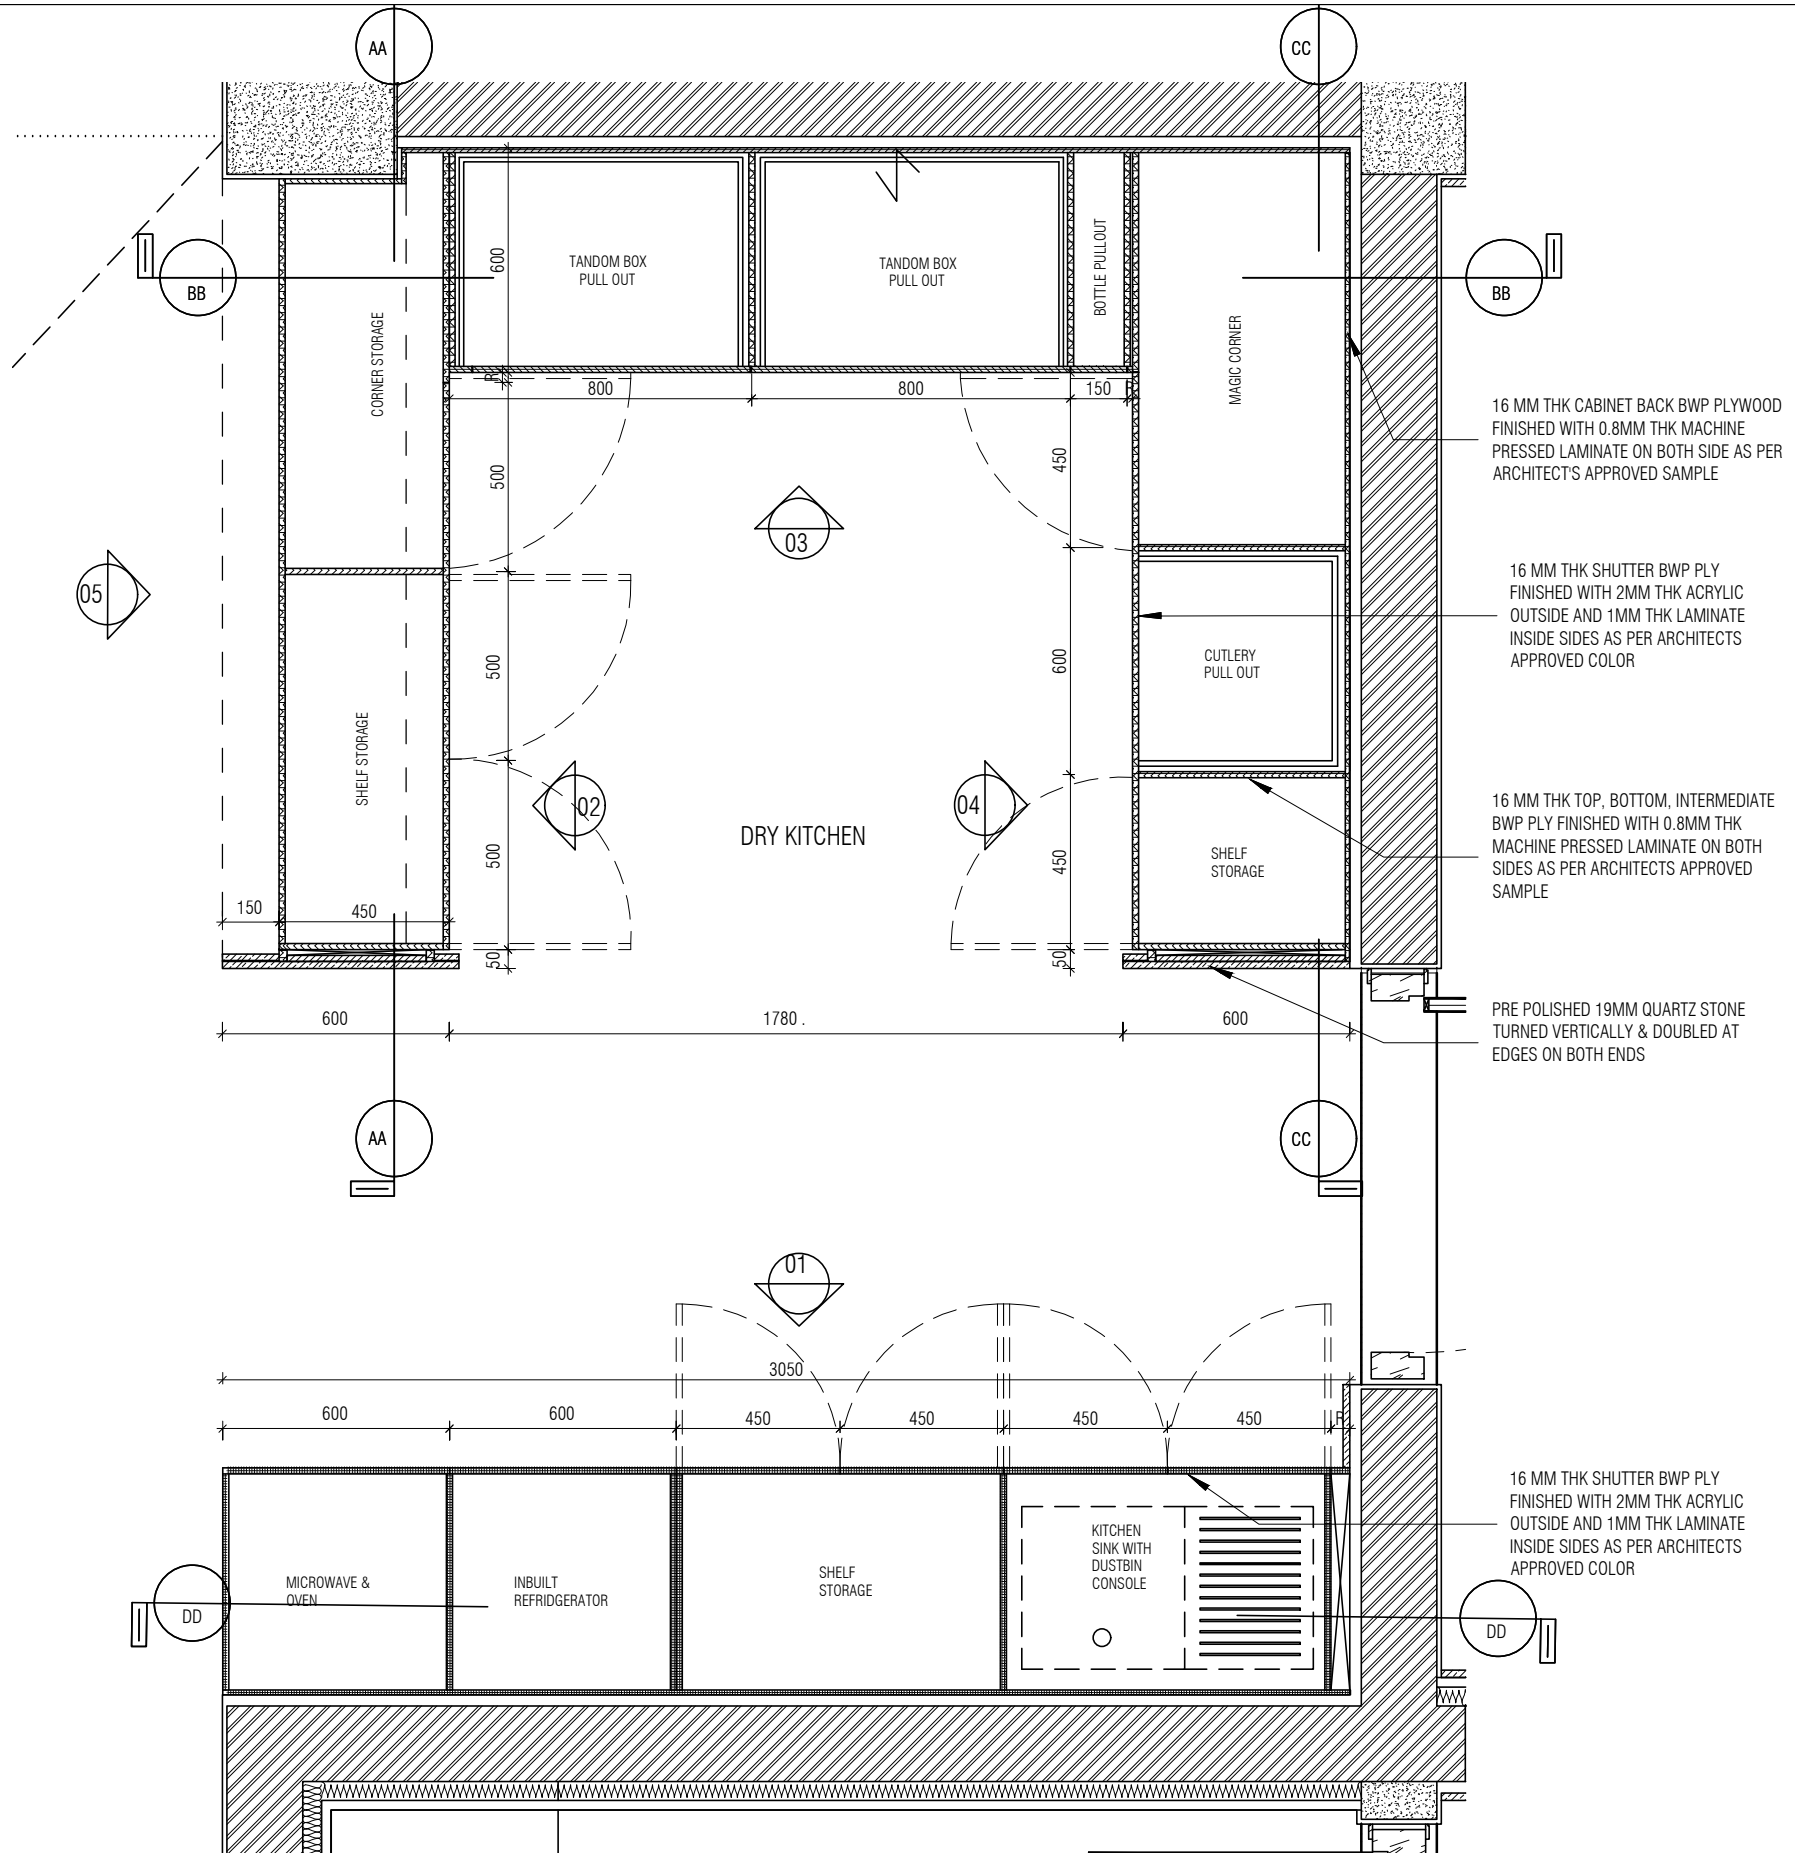 AA
CC
TANDOM BOX
PULL OUT
TANDOM BOX
PULL OUT
BOTTLE PULLOUT
600
BB
BB
CORNER STORAGE
MAGIC CORNER
R
800
800
150
R
16 MM THK CABINET BACK BWP PLYWOOD
FINISHED WITH 0.8MM THK MACHINE
PRESSED LAMINATE ON BOTH SIDE AS PER
ARCHITECT'S APPROVED SAMPLE
500
450
03
05
16 MM THK SHUTTER BWP PLY
FINISHED WITH 2MM THK ACRYLIC
OUTSIDE AND 1MM THK LAMINATE
INSIDE SIDES AS PER ARCHITECTS
APPROVED COLOR
500
600
CUTLERY
PULL OUT
SHELF STORAGE
02
04
DRY KITCHEN
16 MM THK TOP, BOTTOM, INTERMEDIATE
BWP PLY FINISHED WITH 0.8MM THK
MACHINE PRESSED LAMINATE ON BOTH
SIDES AS PER ARCHITECTS APPROVED
SAMPLE
500
450
SHELF
STORAGE
150
450
50
50
600
1780 .
600
PRE POLISHED 19MM QUARTZ STONE
TURNED VERTICALLY & DOUBLED AT
EDGES ON BOTH ENDS
AA
CC
01
3050
600
600
450
450
450
450
R
16 MM THK SHUTTER BWP PLY
FINISHED WITH 2MM THK ACRYLIC
OUTSIDE AND 1MM THK LAMINATE
INSIDE SIDES AS PER ARCHITECTS
APPROVED COLOR
MICROWAVE &
OVEN
INBUILT
REFRIDGERATOR
SHELF
STORAGE
KITCHEN
SINK WITH
DUSTBIN
CONSOLE
DD
DD